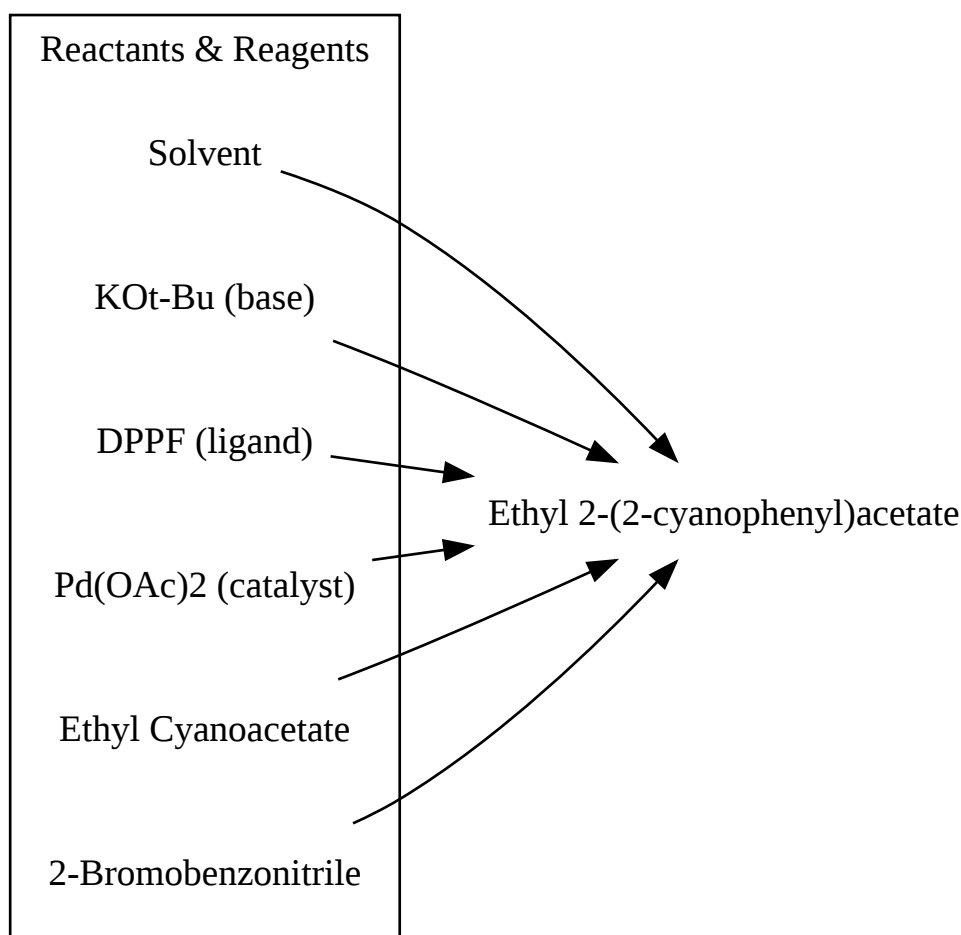 Reactants & Reagents
Solvent
KOt-Bu (base)
DPPF (ligand)
Pd(OAc)2 (catalyst)
Ethyl Cyanoacetate
2-Bromobenzonitrile
Ethyl 2-(2-cyanophenyl)acetate